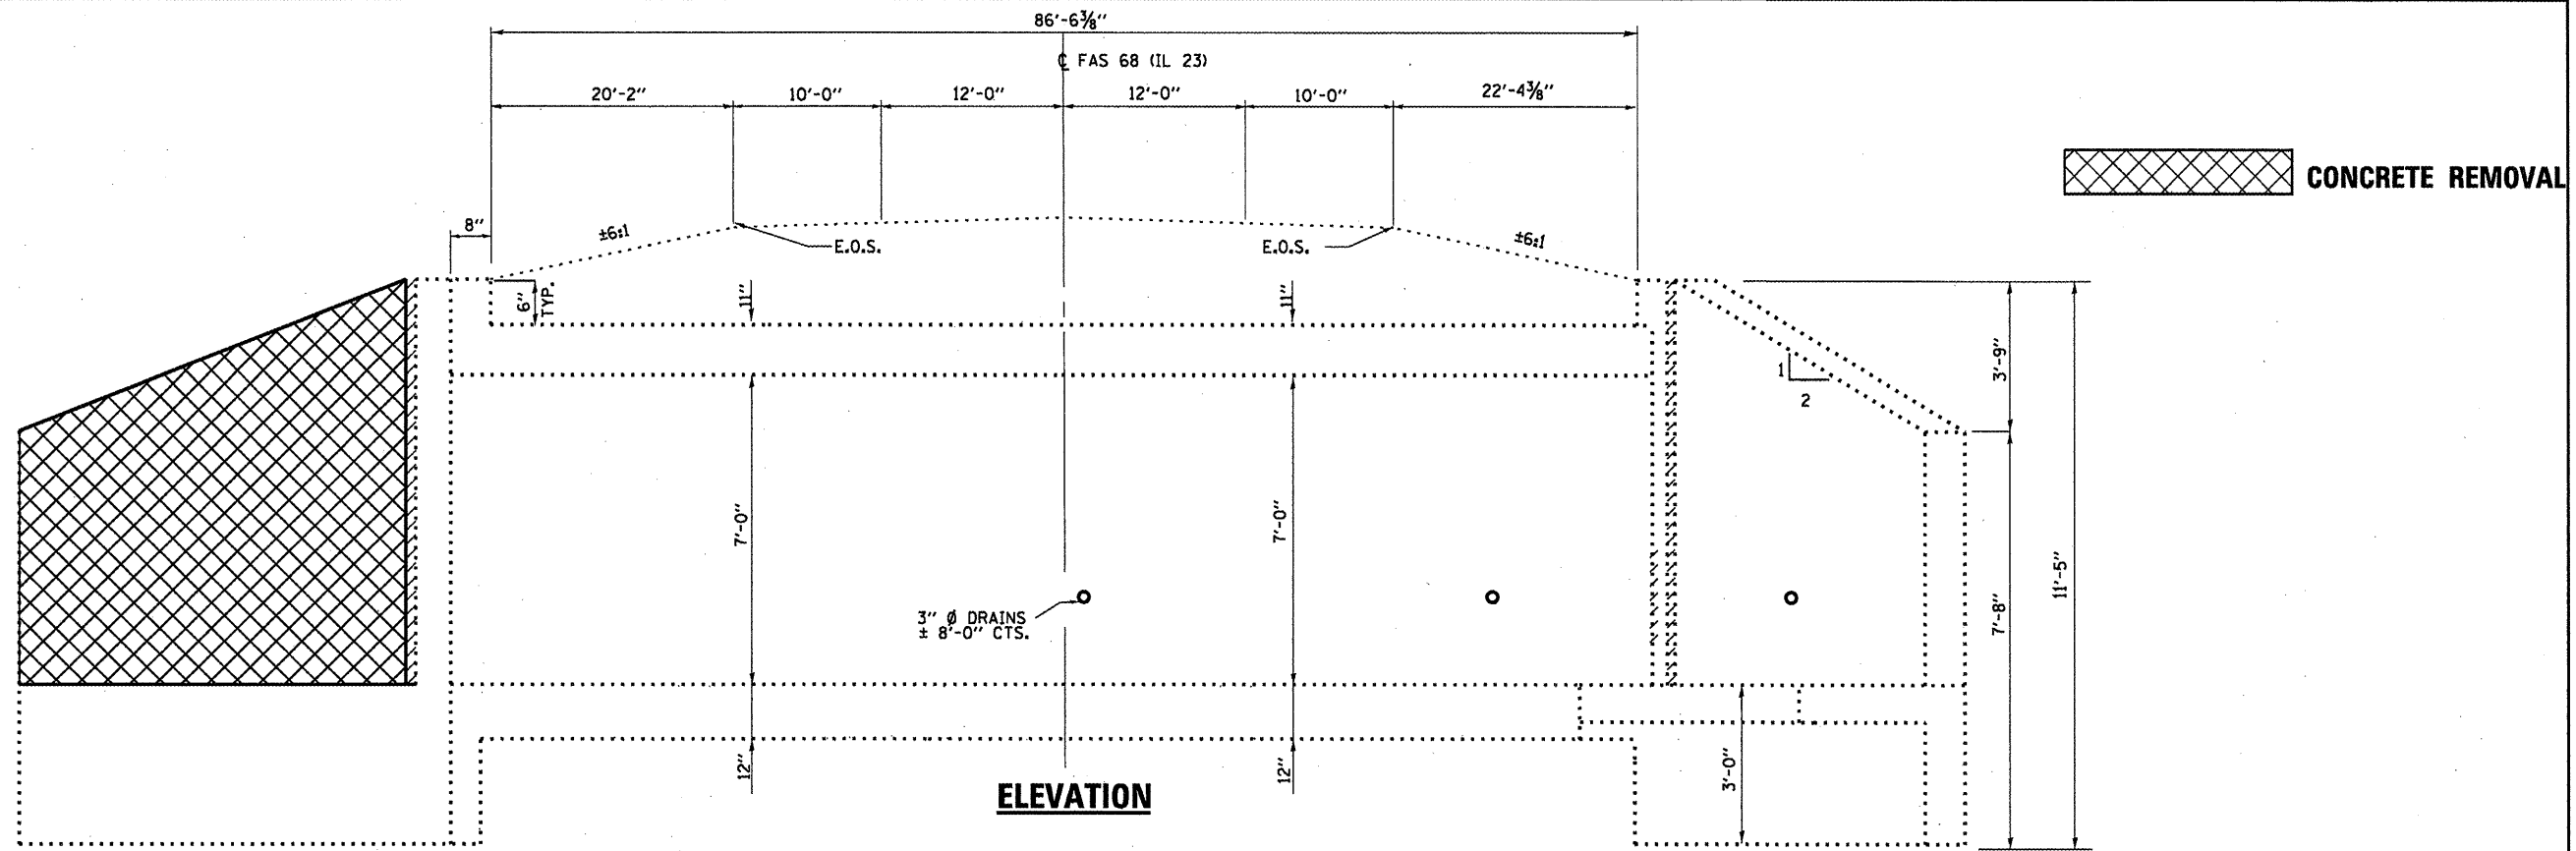 86'-6⅜"
℄ FAS 68 (IL 23)
20'-2"
10'-0"
12'-0"
12'-0"
10'-0"
22'-4⅜"
CONCRETE REMOVAL
8"
±6:1
E.O.S.
E.O.S.
±6:1
6"
TYP.
11"
11"
1
2
3'-9"
7'-0"
7'-0"
3" Ø DRAINS
± 8'-0" CTS.
7'-8"
11'-5"
12"
12"
3'-0"
ELEVATION